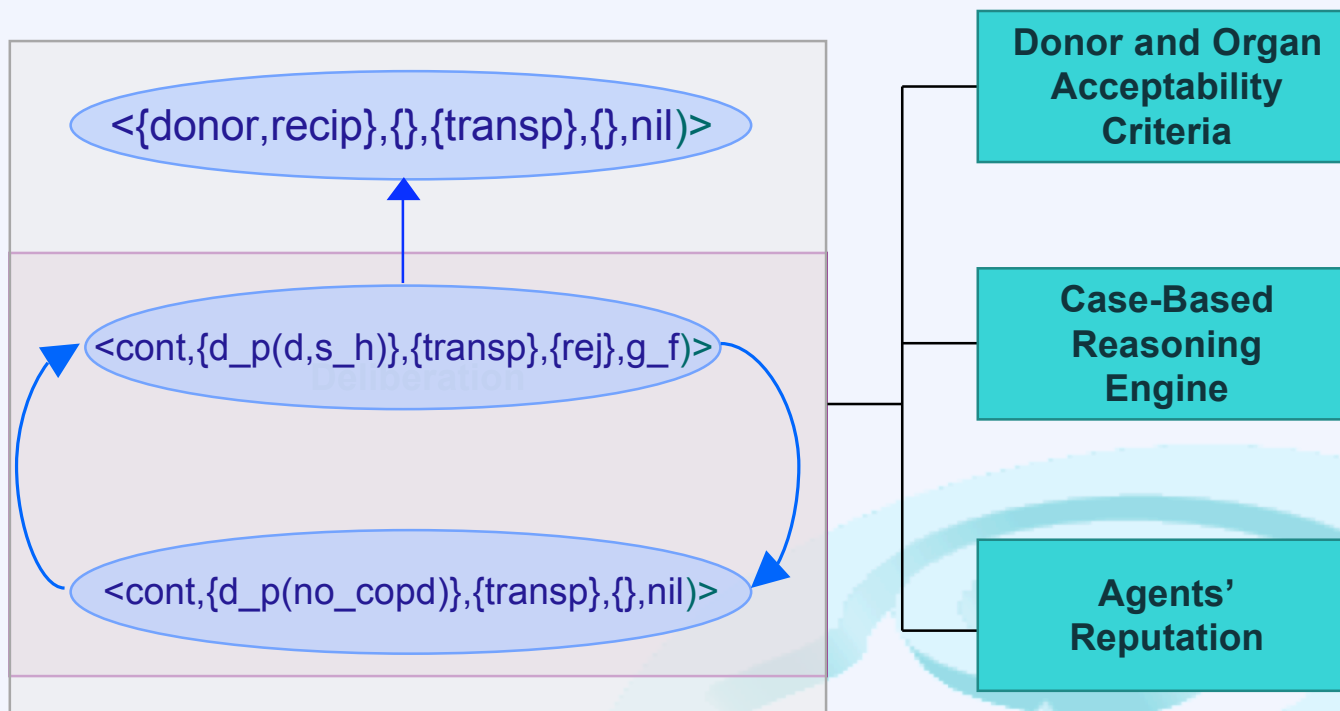 <{donor,recip},{},{transp},{},nil)>
<cont,{d_p(d,s_h)},{transp},{rej},g_f)>
Deliberation
<cont,{d_p(no_copd)},{transp},{},nil)>
Donor and Organ
Acceptability
Criteria
Case-Based
Reasoning
Engine
Agents’
Reputation